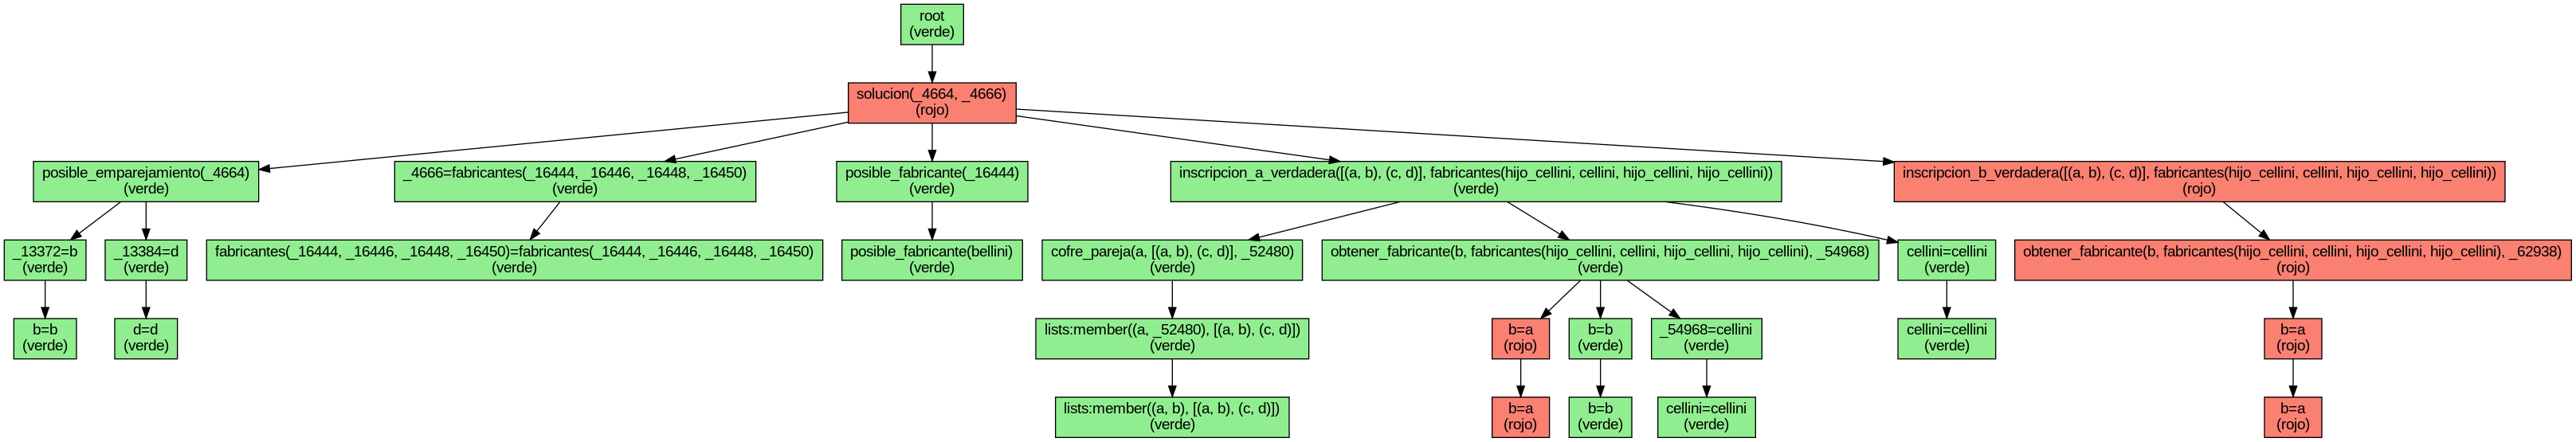 root
(verde)
solucion(_4664, _4666)
(rojo)
posible_emparejamiento(_4664)
(verde)
_4666=fabricantes(_16444, _16446, _16448, _16450)
(verde)
posible_fabricante(_16444)
(verde)
inscripcion_a_verdadera([(a, b), (c, d)], fabricantes(hijo_cellini, cellini, hijo_cellini, hijo_cellini))
(verde)
inscripcion_b_verdadera([(a, b), (c, d)], fabricantes(hijo_cellini, cellini, hijo_cellini, hijo_cellini))
(rojo)
_13372=b
(verde)
_13384=d
(verde)
fabricantes(_16444, _16446, _16448, _16450)=fabricantes(_16444, _16446, _16448, _16450)
(verde)
posible_fabricante(bellini)
(verde)
cofre_pareja(a, [(a, b), (c, d)], _52480)
(verde)
obtener_fabricante(b, fabricantes(hijo_cellini, cellini, hijo_cellini, hijo_cellini), _54968)
(verde)
cellini=cellini
(verde)
obtener_fabricante(b, fabricantes(hijo_cellini, cellini, hijo_cellini, hijo_cellini), _62938)
(rojo)
b=b
(verde)
d=d
(verde)
lists:member((a, _52480), [(a, b), (c, d)])
(verde)
b=a
(rojo)
b=b
(verde)
_54968=cellini
(verde)
cellini=cellini
(verde)
b=a
(rojo)
lists:member((a, b), [(a, b), (c, d)])
(verde)
b=a
(rojo)
b=b
(verde)
cellini=cellini
(verde)
b=a
(rojo)